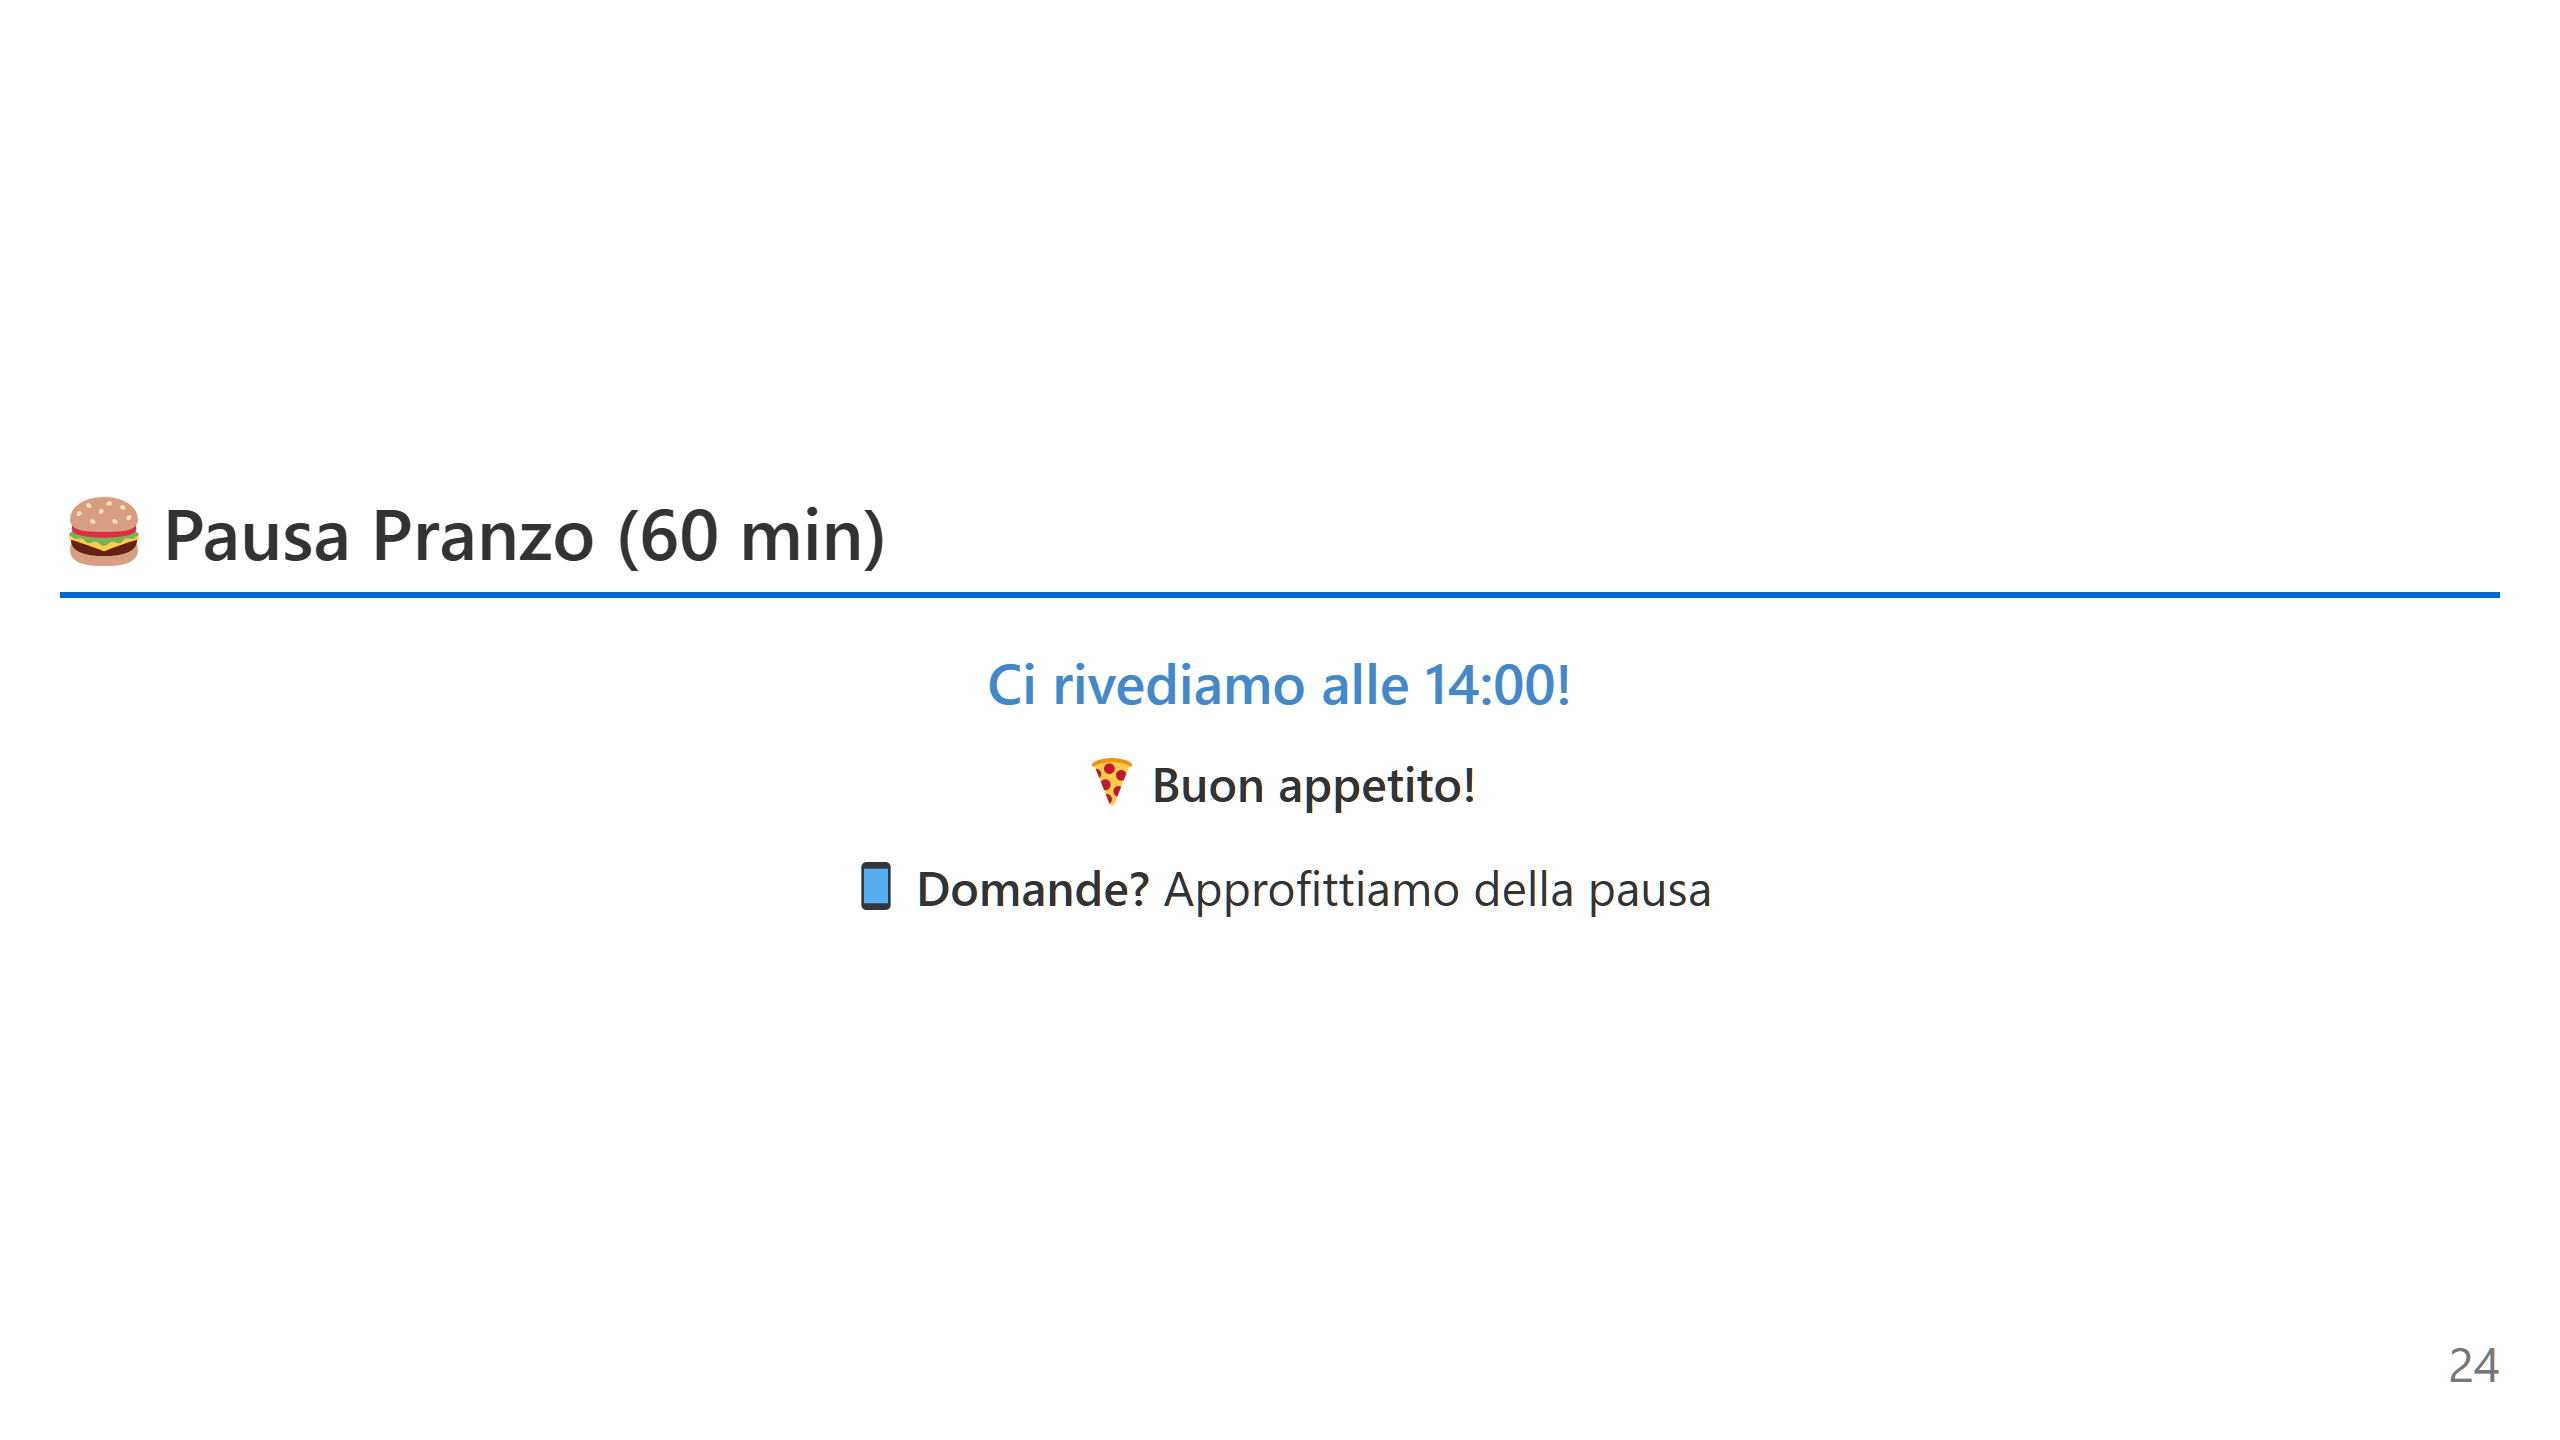 🍔 Pausa Pranzo (60 min)
Ci rivediamo alle 14:00!
🍕 Buon appetito!
📱 Domande? Approfittiamo della pausa
24